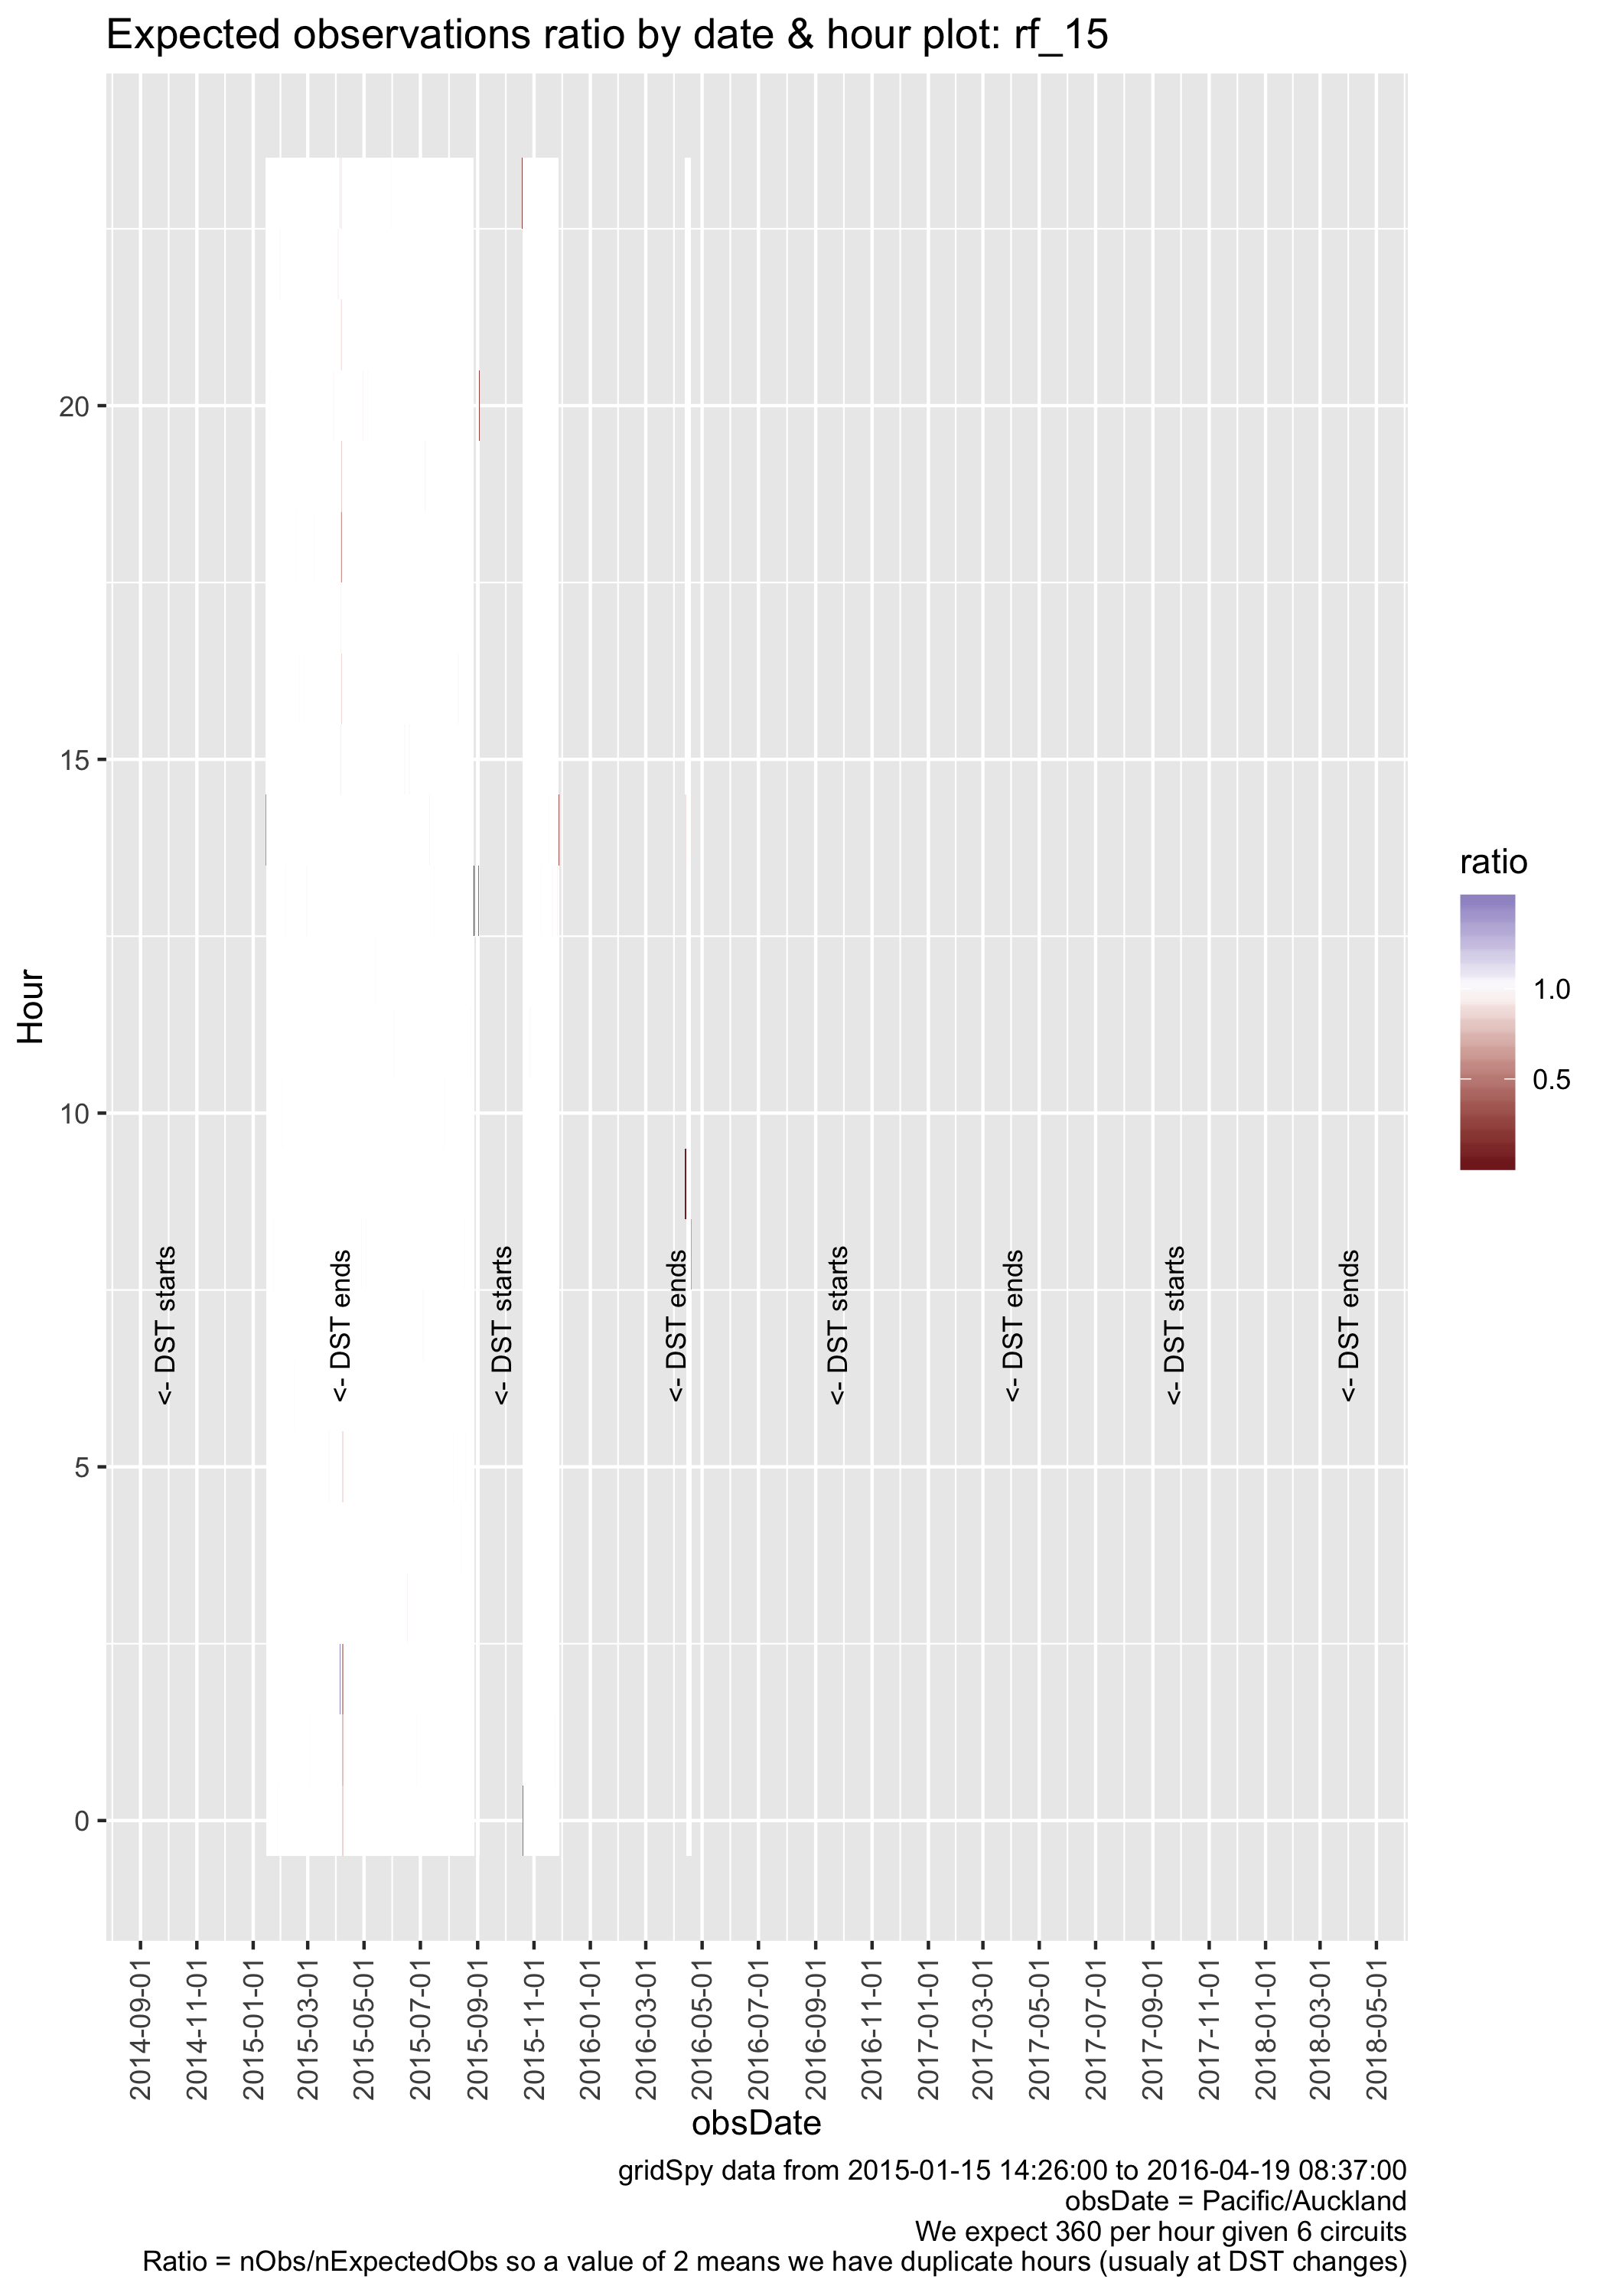 Expected observations ratio by date & hour plot: rf_15
Hour
20
15
10
5
0
<- DST starts
<- DST ends
<- DST starts
<- DST ends
<- DST starts
<- DST ends
<- DST starts
<- DST ends
ratio
1.0
0.5
2014-09-01
2014-11-01
2015-01-01
2015-03-01
2015-05-01
2015-07-01
2015-09-01
2015-11-01
2016-01-01
2016-03-01
2016-05-01
2016-07-01
2016-09-01
2016-11-01
2017-01-01
2017-03-01
2017-05-01
2017-07-01
2017-09-01
2017-11-01
2018-01-01
2018-03-01
2018-05-01
obsDate
gridSpy data from 2015-01-15 14:26:00 to 2016-04-19 08:37:00
obsDate = Pacific/Auckland
We expect 360 per hour given 6 circuits
Ratio = nObs/nExpectedObs so a value of 2 means we have duplicate hours (usualy at DST changes)